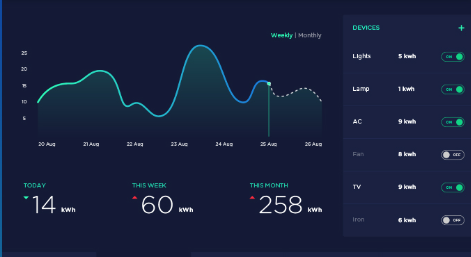 Weekly | Monthly
25
20
15
10
5
20 Aug
21 Aug
22 Aug
23 Aug
24 Aug
25 Aug
26 Aug
TODAY
14 kWh
THIS WEEK
60 kWh
THIS MONTH
258 kWh
DEVICES +
Lights 5 kwh ON
Lamp 1 kwh ON
AC 9 kwh ON
Fan 8 kwh OFF
TV 9 kwh ON
Iron 6 kwh OFF